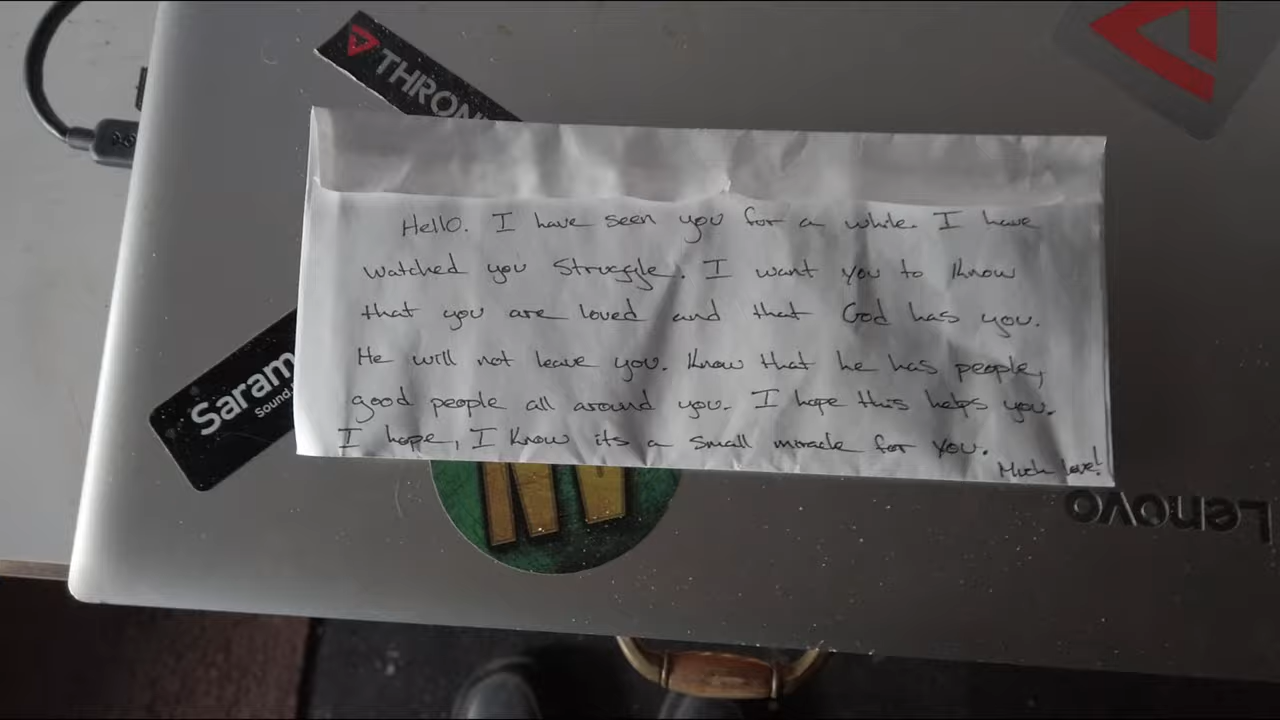 THRON
Hello. I have seen you for a while. I have
watched you struggle. I want you to know
that you are loved and that God has you.
He will not leave you. Know that he has people,
good people all around you. I hope this helps you.
I hope, I know its a small miracle for you.
Much love!
Saram
Sound.
Lenovo